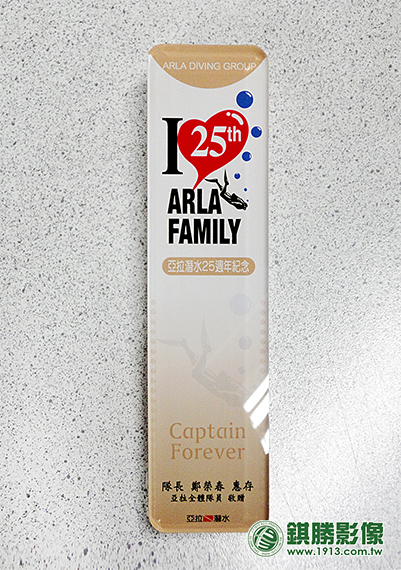 ARLA DIVING GROUP
I 25th
ARLA
FAMILY
亞拉潛水25週年紀念
Captain
Forever
隊長 鄭榮春 惠存
亞拉全體隊員 敬贈
亞拉 潛水
錤勝影像
www.1913.com.tw